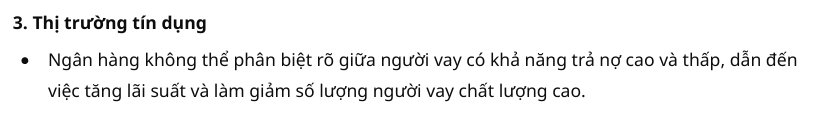 3. Thị trường tín dụng
• Ngân hàng không thể phân biệt rõ giữa người vay có khả năng trả nợ cao và thấp, dẫn đến
việc tăng lãi suất và làm giảm số lượng người vay chất lượng cao.